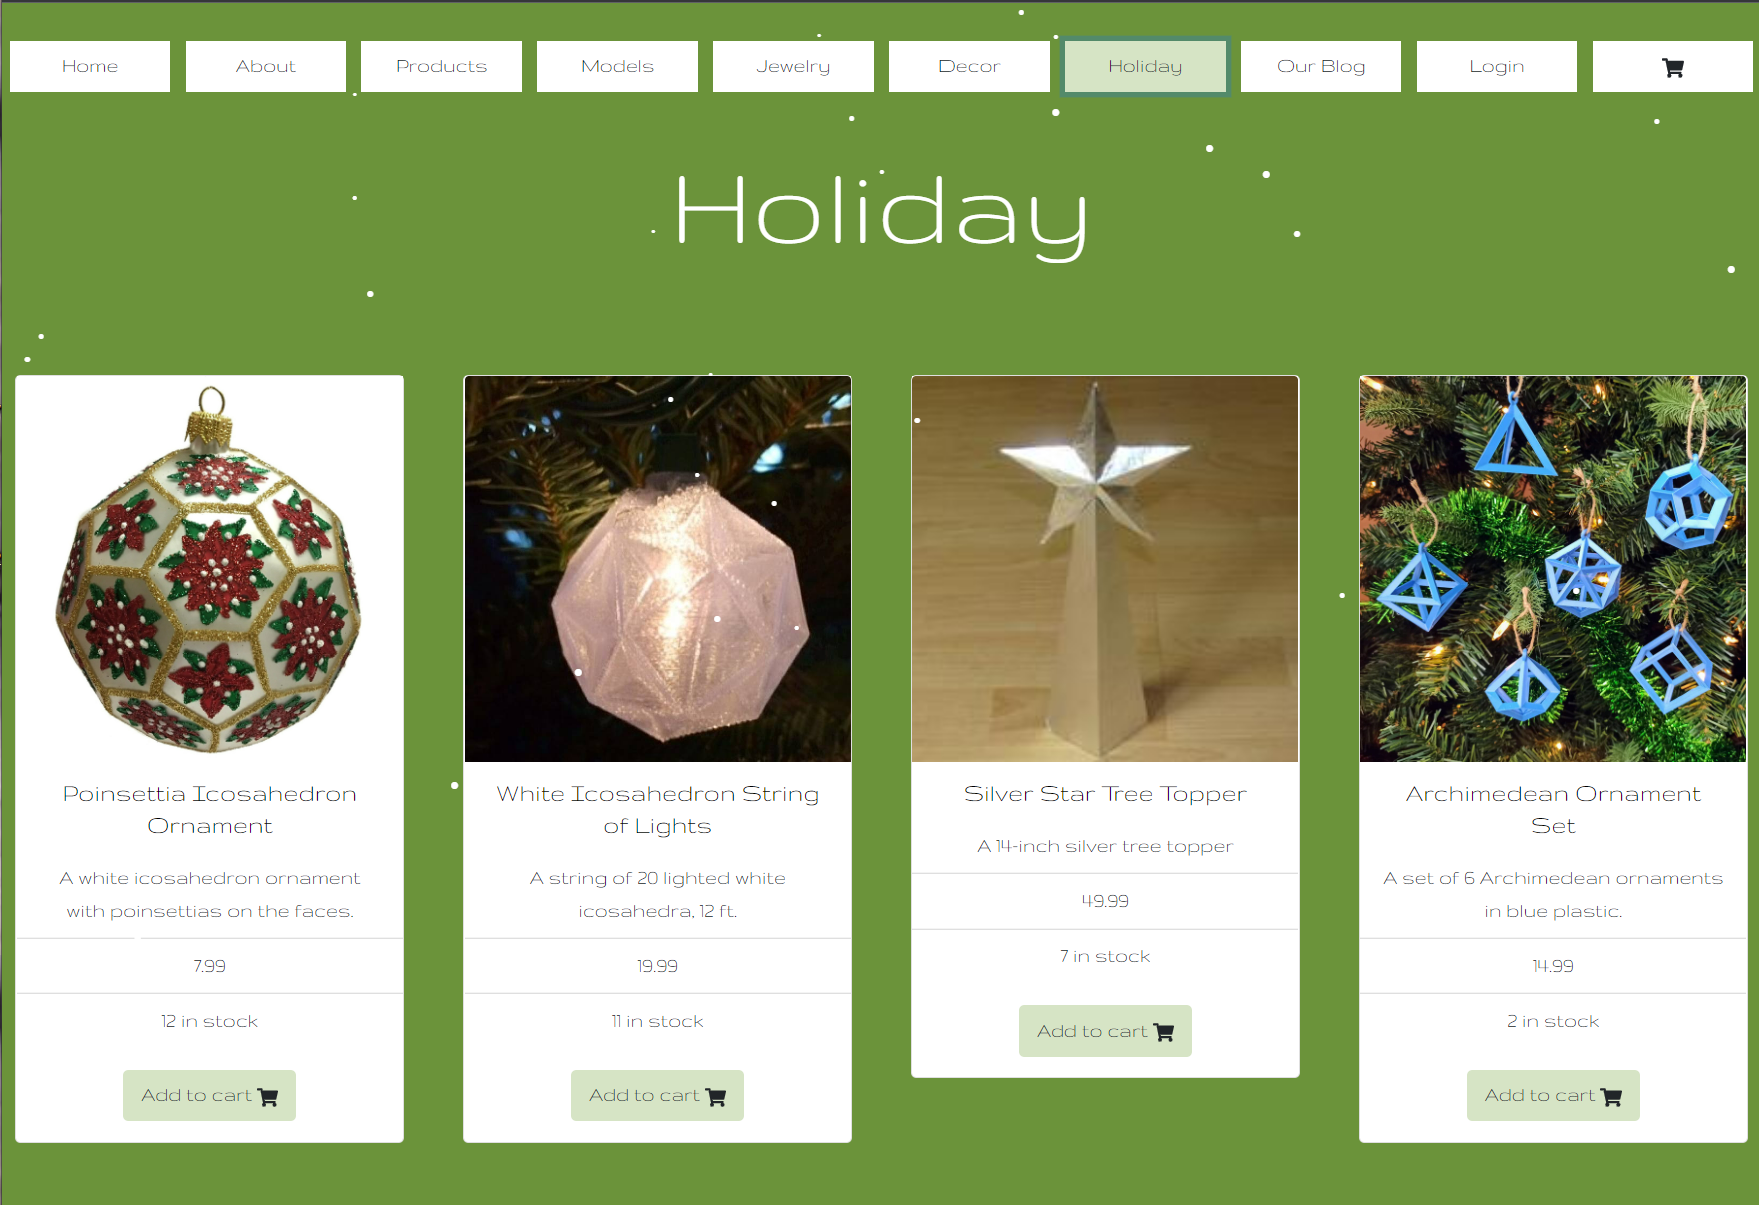 Home
About
Products
Models
Jewelry
Decor
Holiday
Our Blog
Login
Holiday
Poinsettia Icosahedron
Ornament
A white icosahedron ornament
with poinsettias on the faces.
7.99
12 in stock
Add to cart
White Icosahedron String
of Lights
A string of 20 lighted white
icosahedra, 12 ft.
19.99
11 in stock
Add to cart
Silver Star Tree Topper
A 14-inch silver tree topper
49.99
7 in stock
Add to cart
Archimedean Ornament
Set
A set of 6 Archimedean ornaments
in blue plastic.
14.99
2 in stock
Add to cart